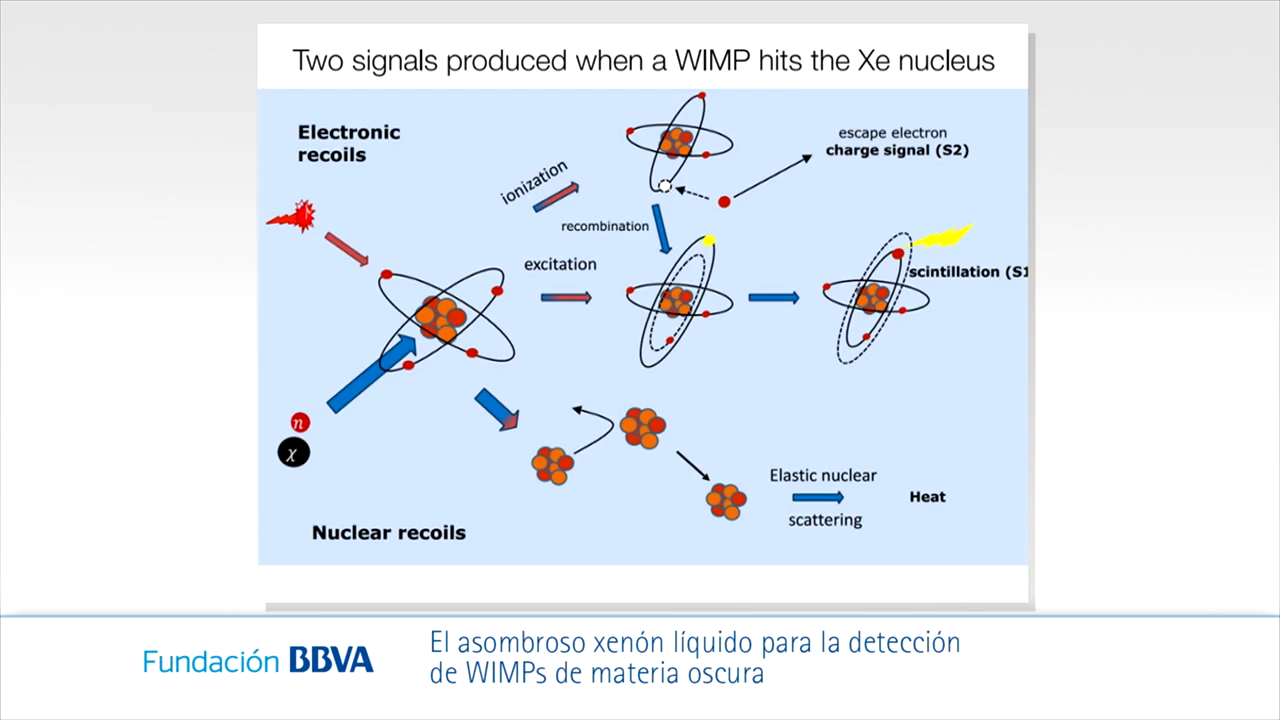 Two signals produced when a WIMP hits the Xe nucleus
Electronic
recoils
ionization
escape electron
charge signal (S2)
recombination
excitation
scintillation (S1
n
χ
Elastic nuclear
scattering
Heat
Nuclear recoils
Fundación BBVA
El asombroso xenón líquido para la detección
de WIMPs de materia oscura